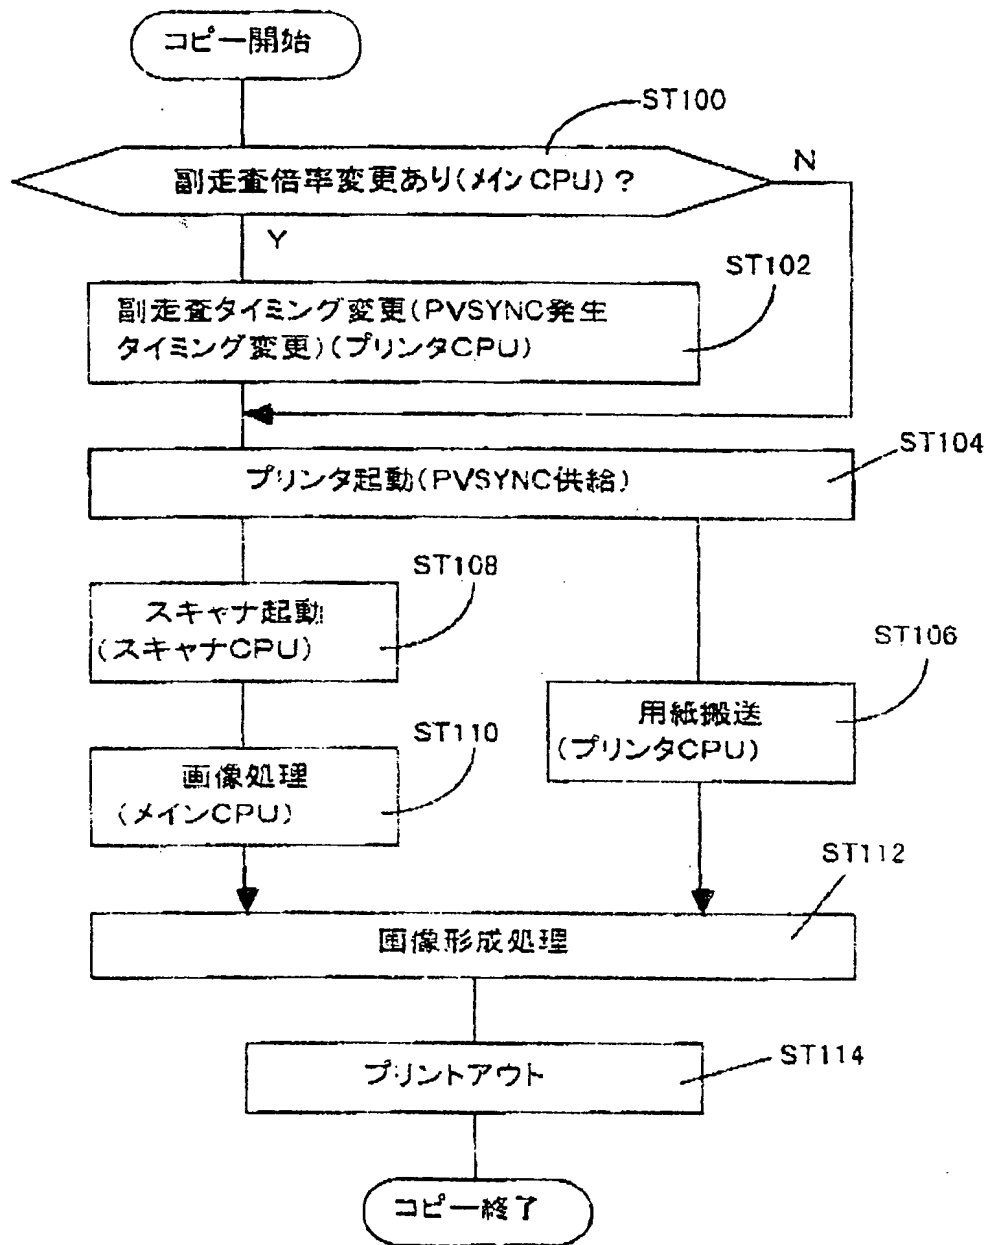 コピー開始
ST100
副走査倍率変更あり(メインCPU)?
N
Y
ST102
副走査タイミング変更(PVSYNC発生
タイミング変更)(プリンタCPU)
ST104
プリンタ起動(PVSYNC供給)
ST108
スキャナ起動
(スキャナCPU)
ST106
用紙搬送
(プリンタCPU)
ST110
画像処理
(メインCPU)
ST112
画像形成処理
ST114
プリントアウト
コピー終了